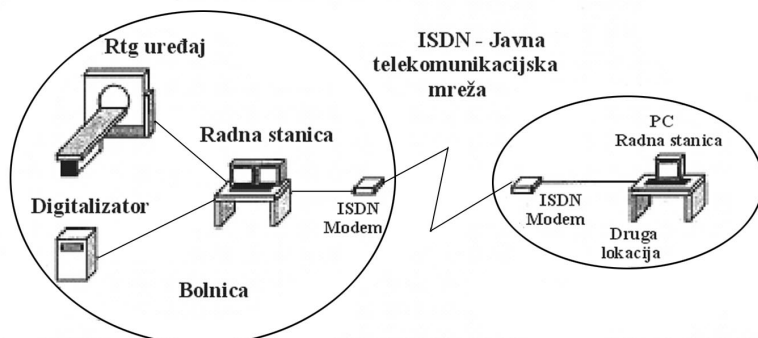 Rtg uređaj
Radna stanica
Digitalizator
ISDN
Modem
Bolnica
ISDN - Javna
telekomunikacijska
mreža
PC
Radna stanica
ISDN
Modem
Druga
lokacija